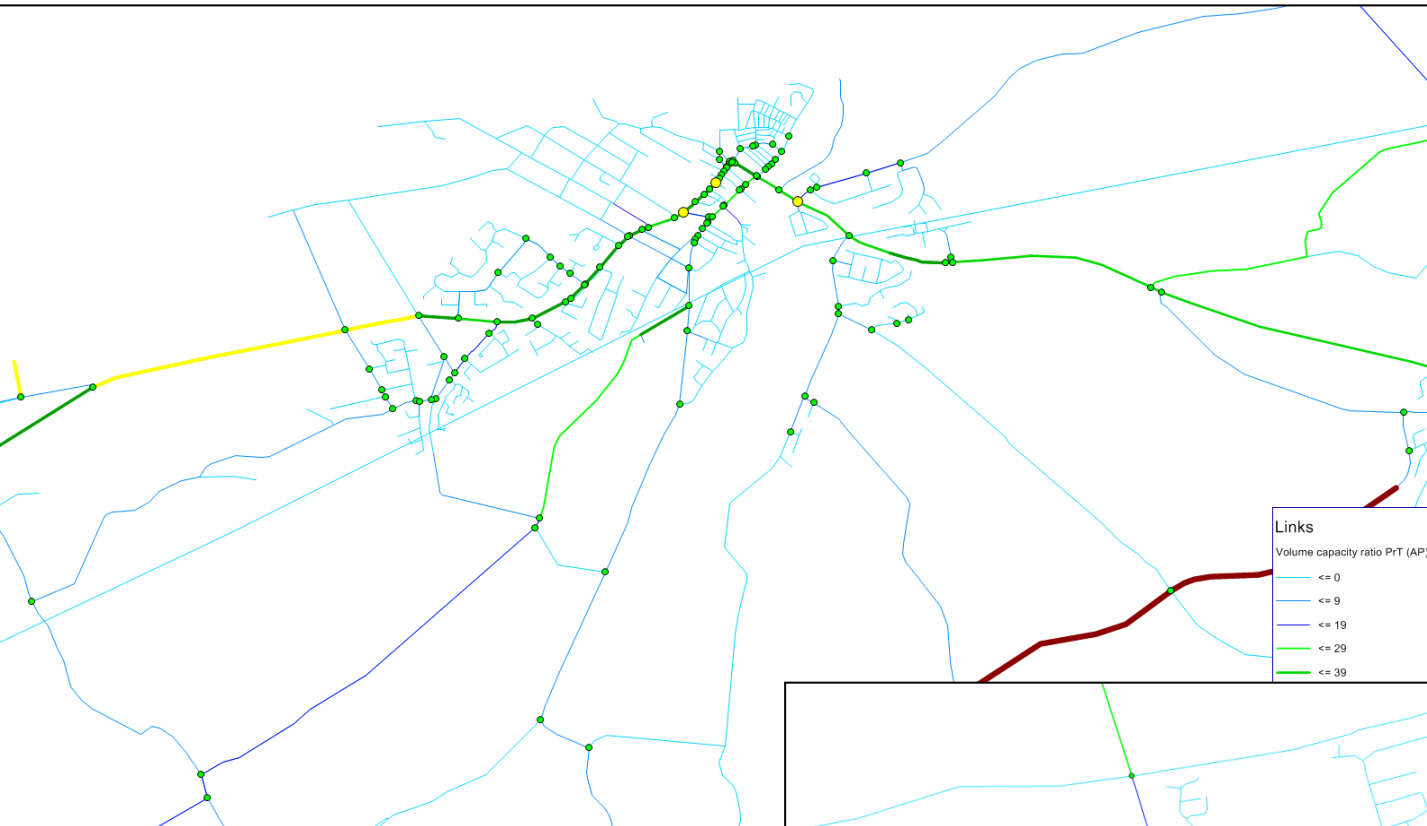 Links
Volume capacity ratio PrT (AP)
<= 0
<= 9
<= 19
<= 29
<= 39